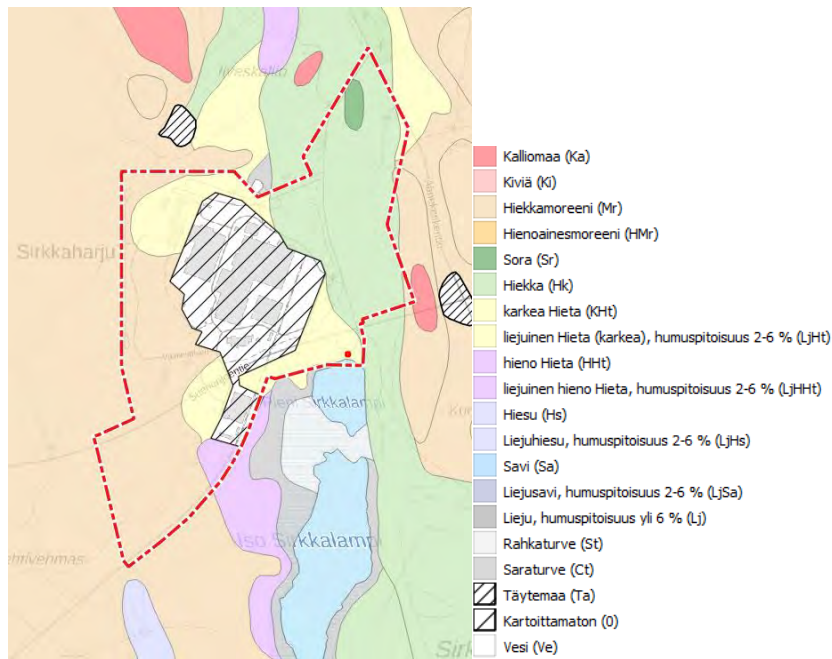 Ilveskallio
Sirkkaharju
Pieni Sirkkalampi
Iso Sirkkalampi
Kalliomaa (Ka)
Kiviä (Ki)
Hiekkamoreeni (Mr)
Hienoainesmoreeni (HMr)
Sora (Sr)
Hiekka (Hk)
karkea Hieta (KHt)
liejuinen Hieta (karkea), humuspitoisuus 2-6 % (LjHt)
hieno Hieta (HHt)
liejuinen hieno Hieta, humuspitoisuus 2-6 % (LjHHt)
Hiesu (Hs)
Liejuhiesu, humuspitoisuus 2-6 % (LjHs)
Savi (Sa)
Liejusavi, humuspitoisuus 2-6 % (LjSa)
Lieju, humuspitoisuus yli 6 % (Lj)
Rahkaturve (St)
Saraturve (Ct)
Täytemaa (Ta)
Kartoittamaton (0)
Vesi (Ve)